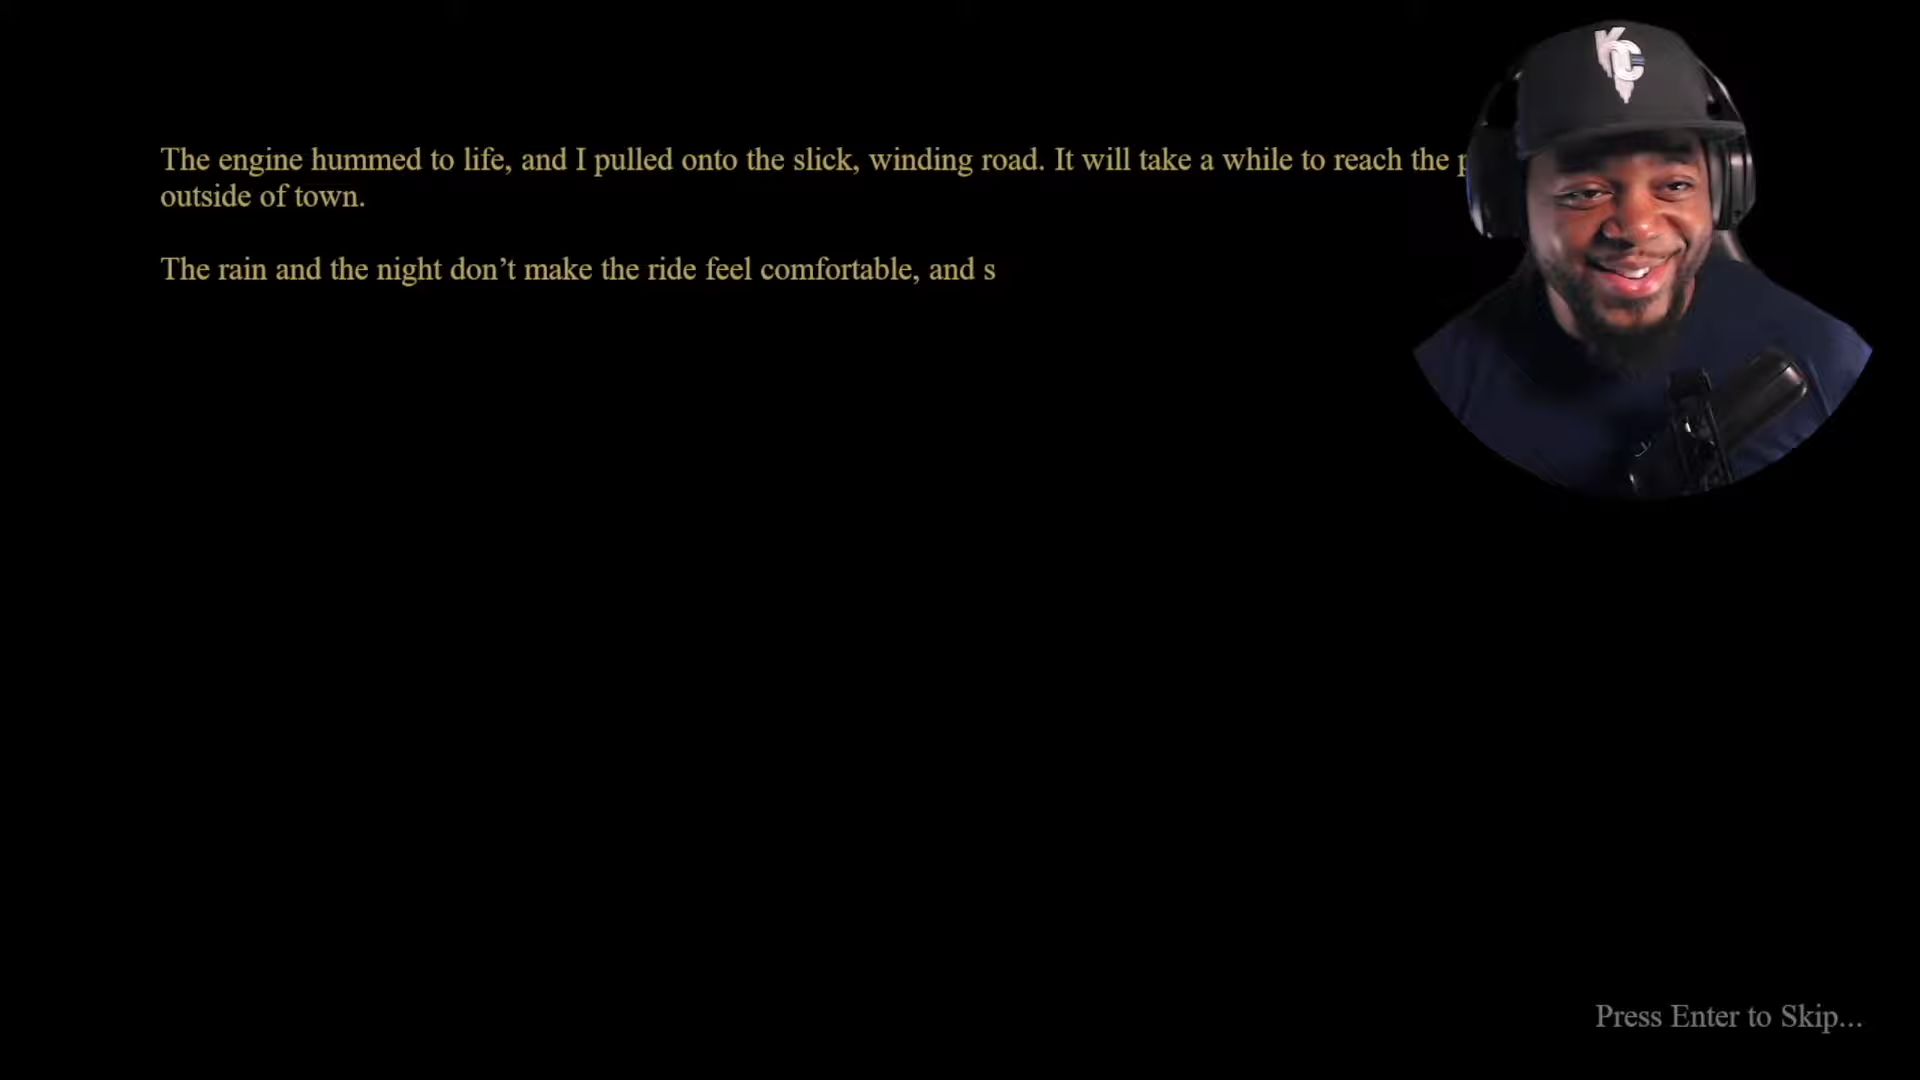 The engine hummed to life, and I pulled onto the slick, winding road. It will take a while to reach the
outside of town.
The rain and the night don’t make the ride feel comfortable, and s
KC
Press Enter to Skip...